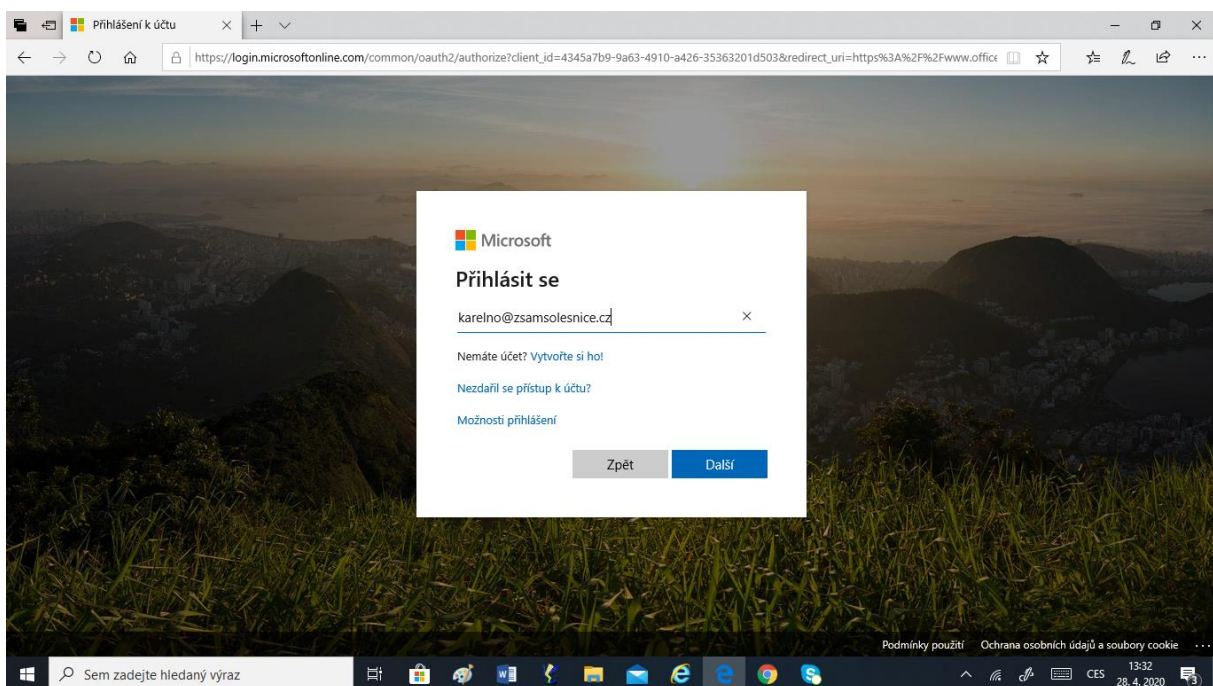 Přihlášení k účtu
https://login.microsoftonline.com/common/oauth2/authorize?client_id=4345a7b9-9a63-4910-a426-35363201d503&redirect_uri=https%3A%2F%2Fwww.office
Microsoft
Přihlásit se
karelno@zsamsolesnice.cz
Nemáte účet? Vytvořte si ho!
Nezdařil se přístup k účtu?
Možnosti přihlášení
Zpět Další
Podmínky použití Ochrana osobních údajů a soubory cookie ...
Sem zadejte hledaný výraz
CES
13:32
28. 4. 2020
3